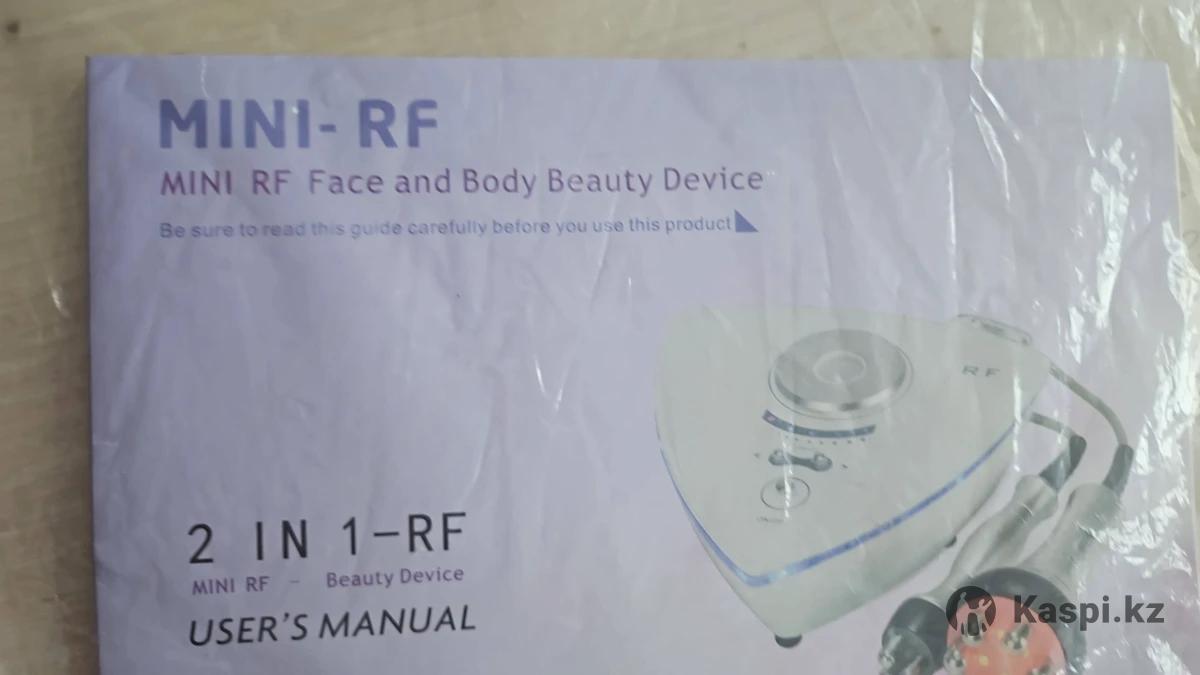 MINI-RF
MINI RF Face and Body Beauty Device
Be sure to read this guide carefully before you use this product
RF
2 IN 1-RF
MINI RF - Beauty Device
USER'S MANUAL
Kaspi.kz